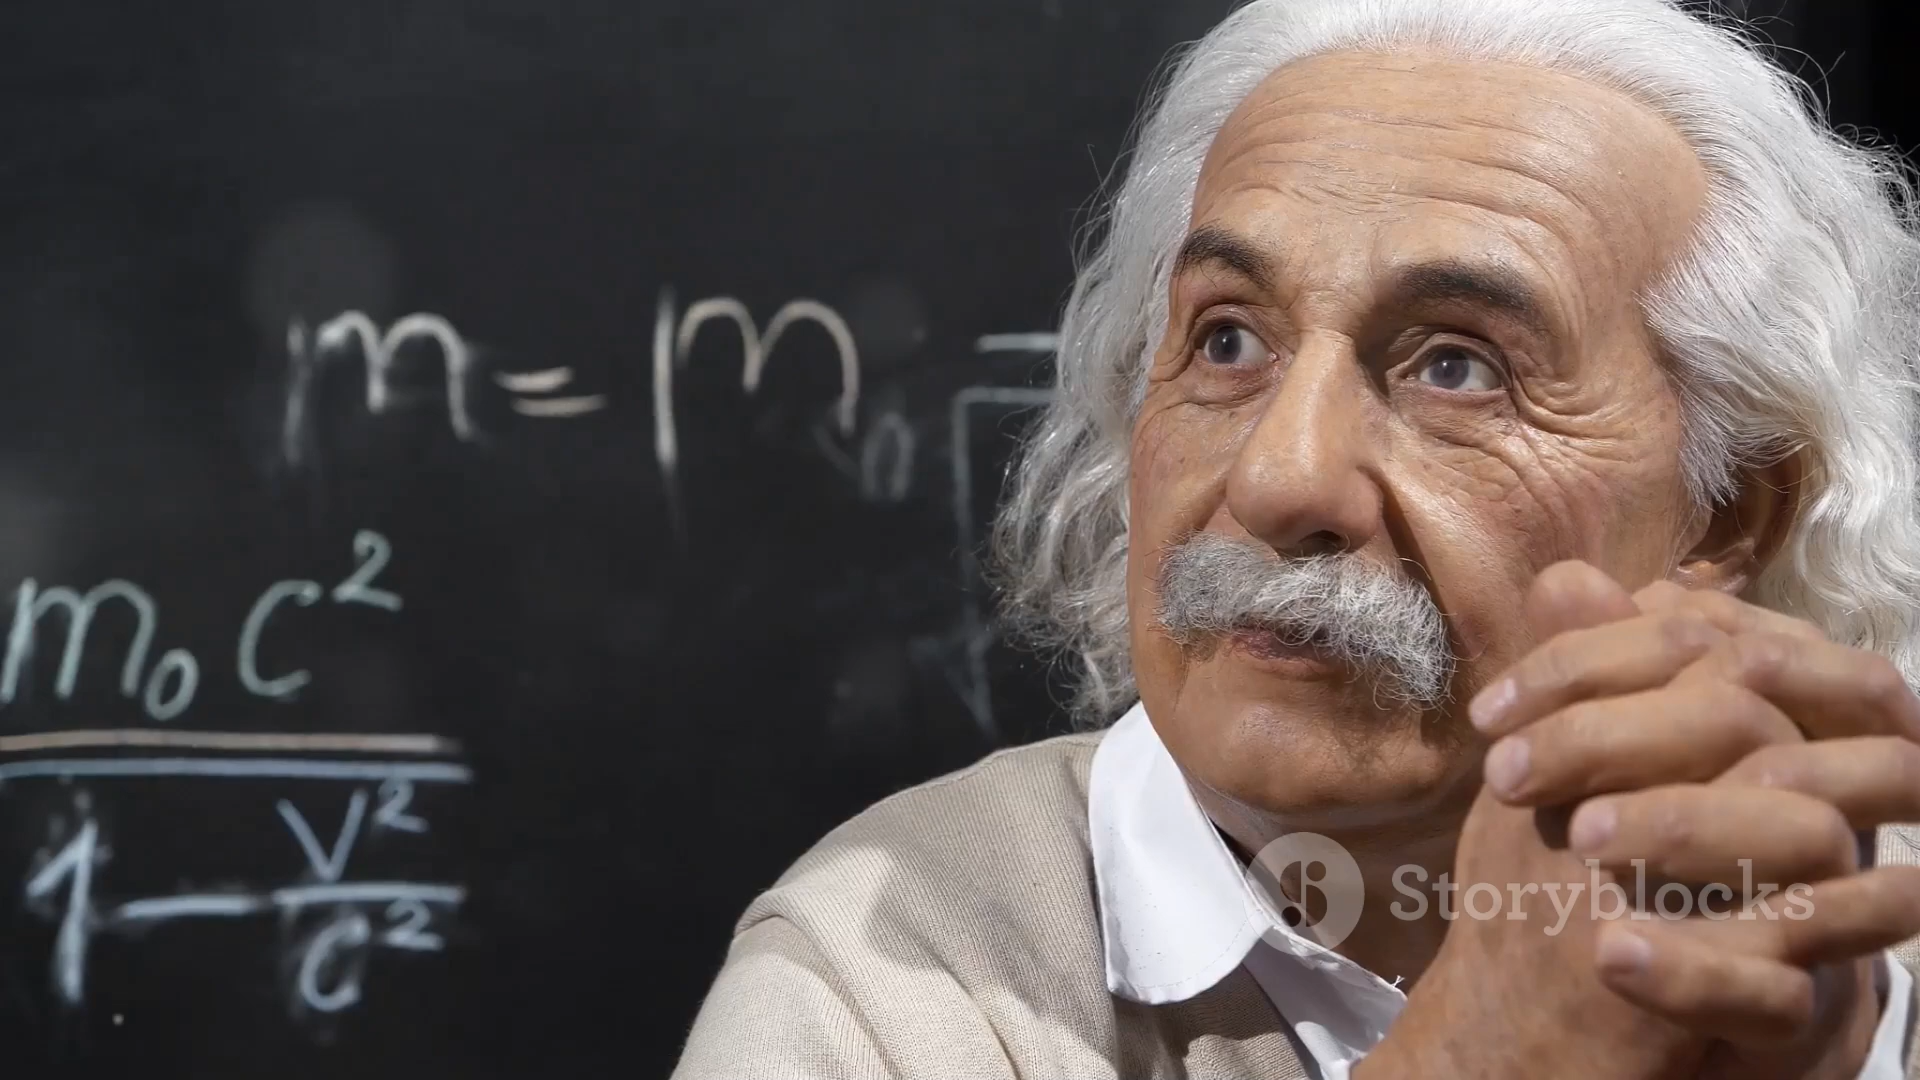 m = m₀
m₀c²
1 - v²
c²
Storyblocks